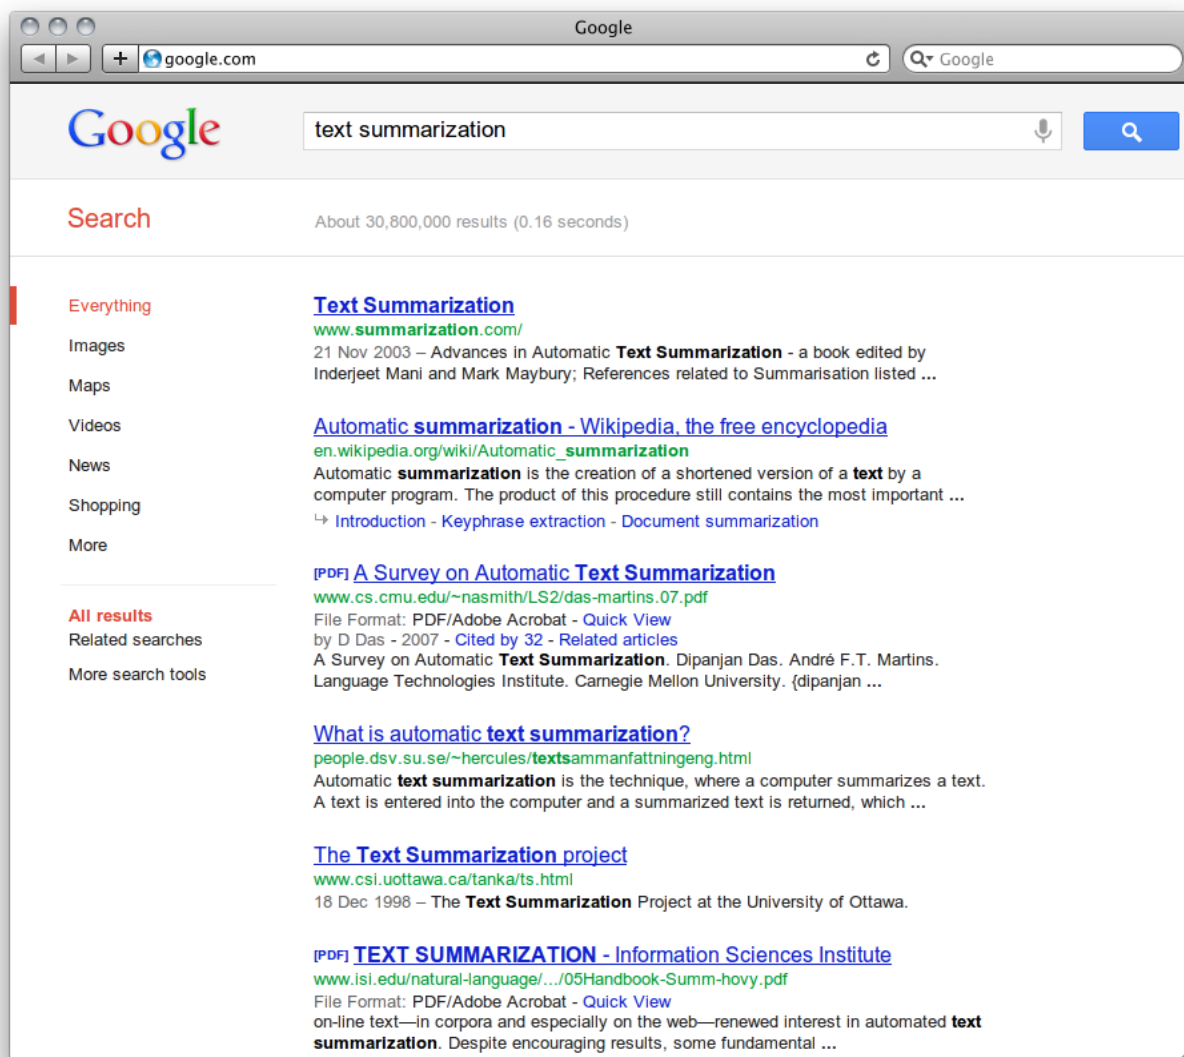 Google
google.com
Google
Google
text summarization
Search
About 30,800,000 results (0.16 seconds)
Everything
Images
Maps
Videos
News
Shopping
More
All results
Related searches
More search tools
Text Summarization
www.summarization.com/
21 Nov 2003 – Advances in Automatic Text Summarization - a book edited by
Inderjeet Mani and Mark Maybury; References related to Summarisation listed ...
Automatic summarization - Wikipedia, the free encyclopedia
en.wikipedia.org/wiki/Automatic_summarization
Automatic summarization is the creation of a shortened version of a text by a
computer program. The product of this procedure still contains the most important ...
Introduction - Keyphrase extraction - Document summarization
[PDF] A Survey on Automatic Text Summarization
www.cs.cmu.edu/~nasmith/LS2/das-martins.07.pdf
File Format: PDF/Adobe Acrobat - Quick View
by D Das - 2007 - Cited by 32 - Related articles
A Survey on Automatic Text Summarization. Dipanjan Das. André F.T. Martins.
Language Technologies Institute. Carnegie Mellon University. {dipanjan ...
What is automatic text summarization?
people.dsv.su.se/~hercules/textsammanfattningeng.html
Automatic text summarization is the technique, where a computer summarizes a text.
A text is entered into the computer and a summarized text is returned, which ...
The Text Summarization project
www.csi.uottawa.ca/tanka/ts.html
18 Dec 1998 – The Text Summarization Project at the University of Ottawa.
[PDF] TEXT SUMMARIZATION - Information Sciences Institute
www.isi.edu/natural-language/.../05Handbook-Summ-hovy.pdf
File Format: PDF/Adobe Acrobat - Quick View
on-line text—in corpora and especially on the web—renewed interest in automated text
summarization. Despite encouraging results, some fundamental ...